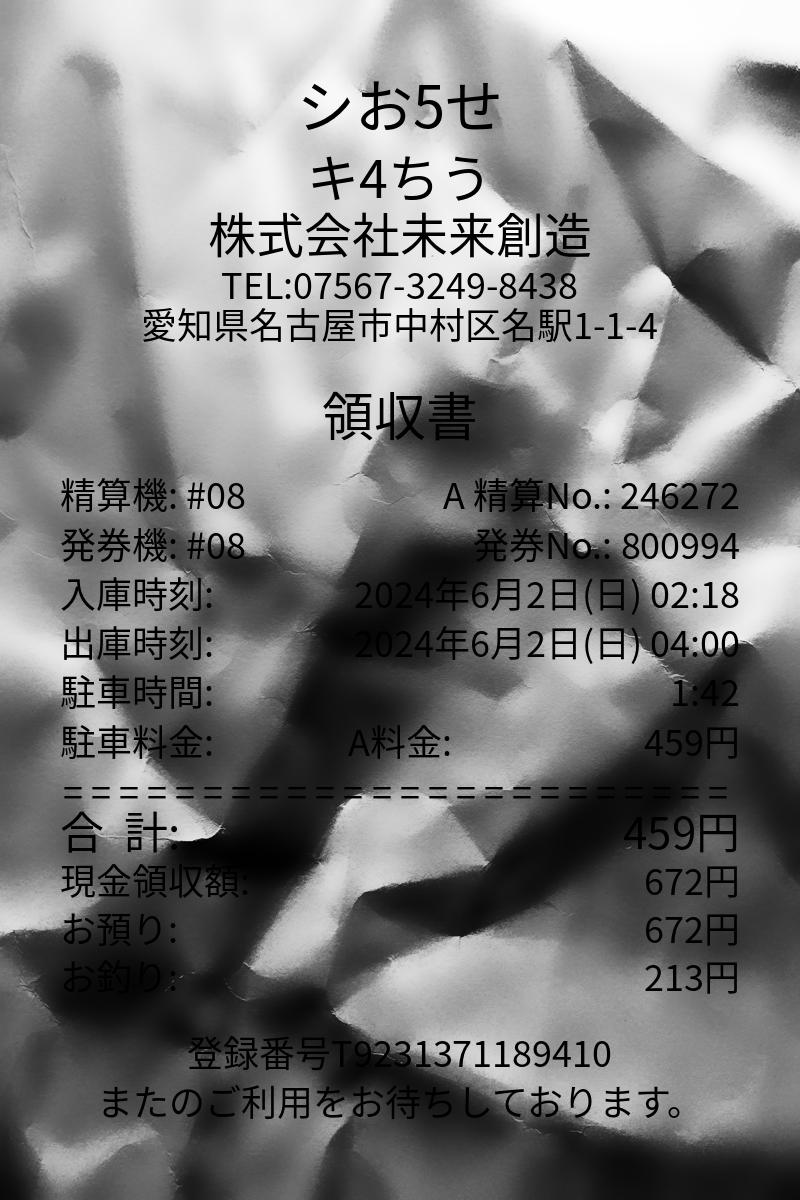 シお5せ
キ4ちう
株式会社未来創造
TEL:07567-3249-8438
愛知県名古屋市中村区名駅1-1-4
領収書
精算機: #08 A 精算No.: 246272
発券機: #08 発券No.: 800994
入庫時刻: 2024年6月2日(日) 02:18
出庫時刻: 2024年6月2日(日) 04:00
駐車時間: 1:42
駐車料金: A料金: 459円
========================
合 計: 459円
現金領収額: 672円
お預り: 672円
お釣り: 213円
登録番号T9231371189410
またのご利用をお待ちしております。